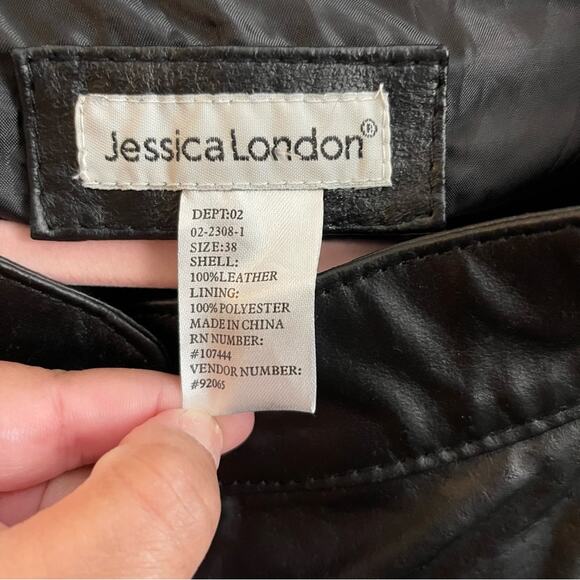 Jessica London®
DEPT:02
02-2308-1
SIZE:38
SHELL:
100%LEATHER
LINING:
100%POLYESTER
MADE IN CHINA
RN NUMBER:
#107444
VENDOR NUMBER:
#92065